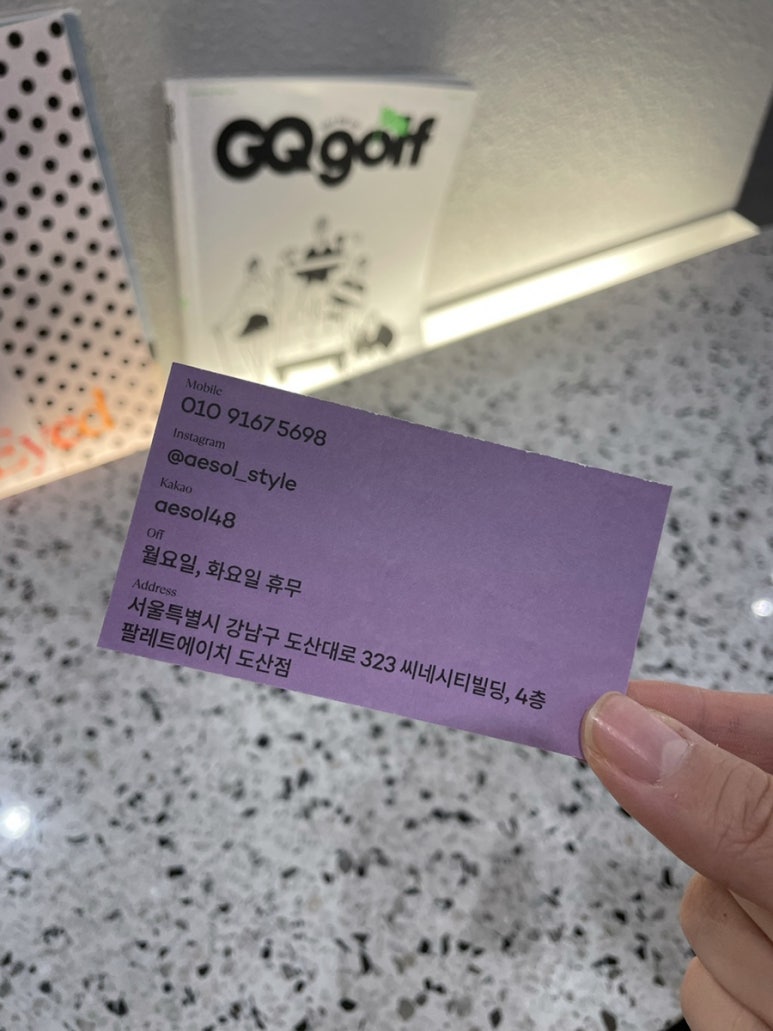 GQ golf
Eyed
Mobile
010 9167 5698
Instagram
@aesol_style
Kakao
aesol48
Off
월요일, 화요일 휴무
Address
서울특별시 강남구 도산대로 323 씨네시티빌딩, 4층
팔레트에이치 도산점